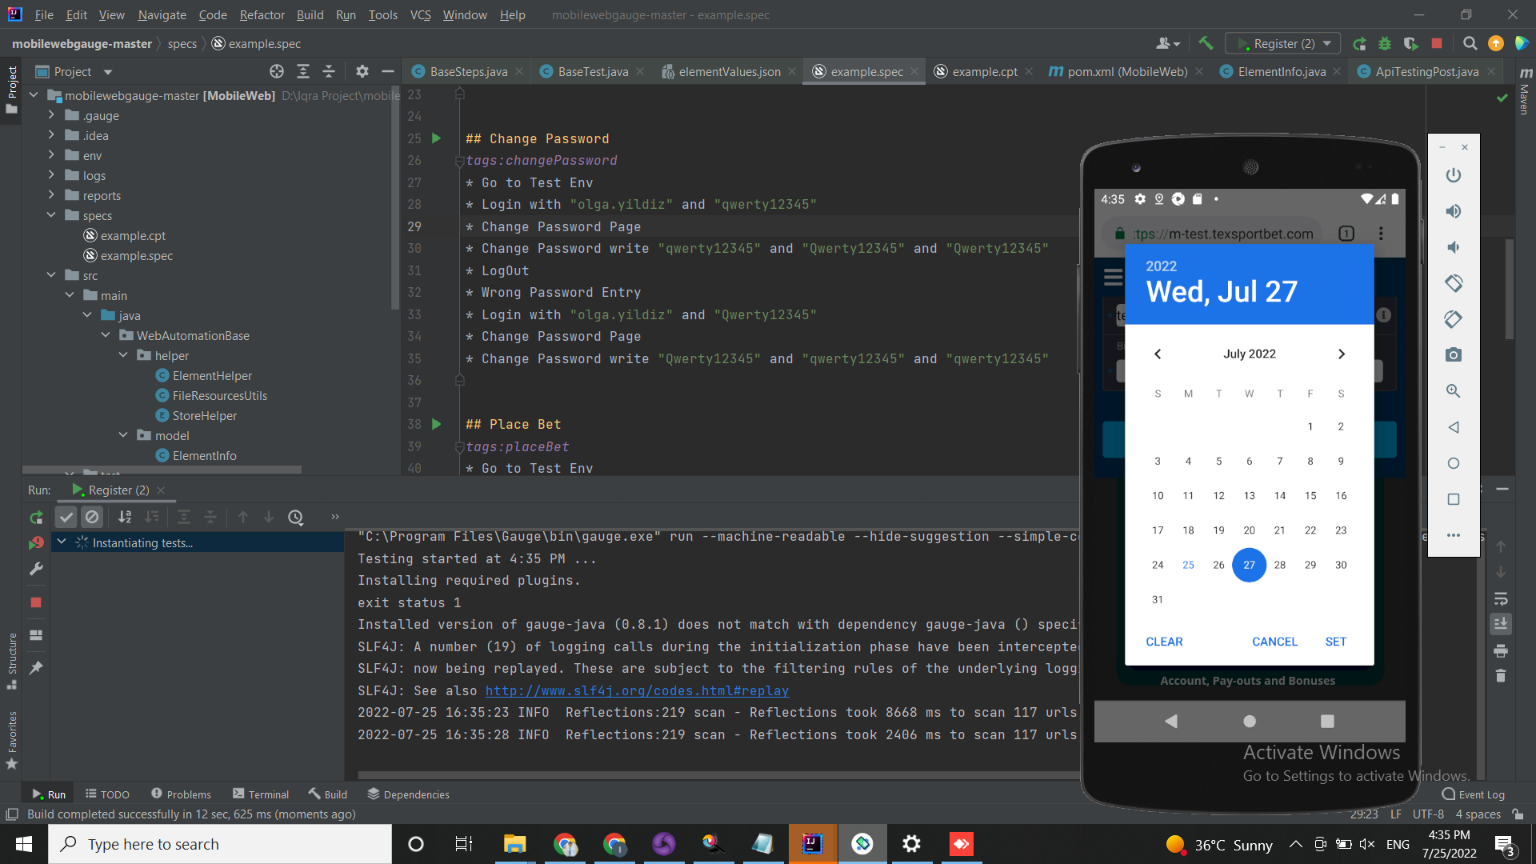 File Edit View Navigate Code Refactor Build Run Tools VCS Window Help mobilewebgauge-master - example.spec
mobilewebgauge-master specs example.spec
Register (2)
Project
BaseSteps.java BaseTest.java elementValues.json example.spec example.cpt pom.xml (MobileWeb) ElementInfo.java ApiTestingPost.java
Project
Maven
mobilewebgauge-master [MobileWeb] D:\Iqra Project\mobile
.gauge
.idea
env
logs
reports
specs
example.cpt
example.spec
src
main
java
WebAutomationBase
helper
ElementHelper
FileResourcesUtils
StoreHelper
model
ElementInfo
23
24
25 ## Change Password
26 tags:changePassword
27 * Go to Test Env
28 * Login with "olga.yildiz" and "qwerty12345"
29 * Change Password Page
30 * Change Password write "qwerty12345" and "Qwerty12345" and "Qwerty12345"
31 * LogOut
32 * Wrong Password Entry
33 * Login with "olga.yildiz" and "Qwerty12345"
34 * Change Password Page
35 * Change Password write "Qwerty12345" and "qwerty12345" and "qwerty12345"
36
37
38 ## Place Bet
39 tags:placeBet
40 * Go to Test Env
Run: Register (2)
Instantiating tests...
"C:\Program Files\Gauge\bin\gauge.exe" run --machine-readable --hide-suggestion --simple-co
Testing started at 4:35 PM ...
Installing required plugins.
exit status 1
Installed version of gauge-java (0.8.1) does not match with dependency gauge-java () speci
SLF4J: A number (19) of logging calls during the initialization phase have been intercepte
SLF4J: now being replayed. These are subject to the filtering rules of the underlying logg
SLF4J: See also http://www.slf4j.org/codes.html#replay
2022-07-25 16:35:23 INFO Reflections:219 scan - Reflections took 8668 ms to scan 117 urls
2022-07-25 16:35:28 INFO Reflections:219 scan - Reflections took 2406 ms to scan 117 urls
4:35
ttps://m-test.texsportbet.com 1
2022
Wed, Jul 27
July 2022
S M T W T F S
1 2
3 4 5 6 7 8 9
10 11 12 13 14 15 16
17 18 19 20 21 22 23
24 25 26 27 28 29 30
31
CLEAR CANCEL SET
Account, Pay-outs and Bonuses
Activate Windows
Go to Settings to activate Windows.
Structure
Favorites
Run TODO Problems Terminal Build Dependencies Event Log
Build completed successfully in 12 sec, 625 ms (moments ago) 29:23 LF UTF-8 4 spaces
Type here to search
36°C Sunny ENG 4:35 PM
7/25/2022
3